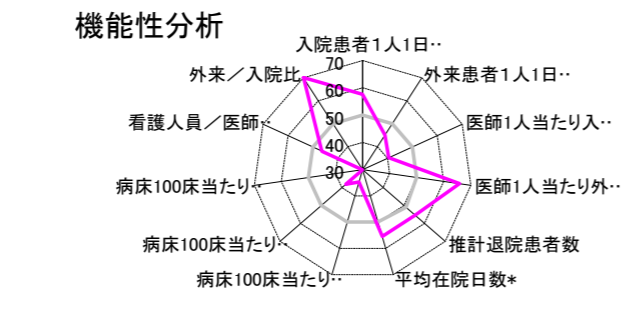 機能性分析
入院患者１人1日‥
外来患者１人1日‥
医師1人当たり入‥
医師1人当たり外‥
推計退院患者数
平均在院日数*
病床100床当たり‥
病床100床当たり‥
病床100床当たり‥
看護人員／医師‥
外来／入院比
70
60
50
40
30